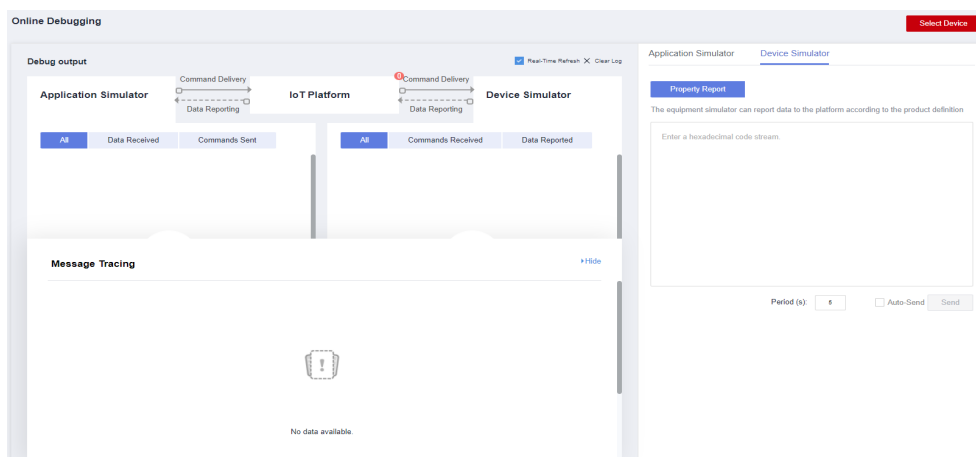 Online Debugging
Select Device
Debug output
Real-Time Refresh
Clear Log
Application Simulator
Command Delivery
Data Reporting
IoT Platform
0
Command Delivery
Data Reporting
Device Simulator
All
Data Received
Commands Sent
All
Commands Received
Data Reported
Message Tracing
Hide
No data available.
Application Simulator
Device Simulator
Property Report
The equipment simulator can report data to the platform according to the product definition
Enter a hexadecimal code stream.
Period (s):
5
Auto-Send
Send